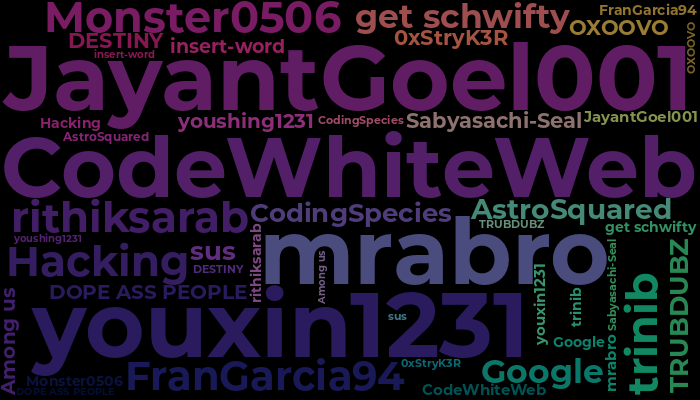 Monster0506
get schwifty
FranGarcia94
OXOOVO
DESTINY
insert-word
0xStryK3R
insert-word
OXOOVO
JayantGoel001
Hacking
youshing1231
CodingSpecies
Sabyasachi-Seal
JayantGoel001
AstroSquared
CodeWhiteWeb
rithiksarab
CodingSpecies
AstroSquared
TRUBDUBZ
get schwifty
youshing1231
Hacking
sus
DESTINY
rithiksarab
mrabro
Among us
Sabyasachi-Seal
TRUBDUBZ
DOPE ASS PEOPLE
youxin1231
sus
youxin1231
trinib
trinib
Among us
Google
mrabro
Monster0506
FranGarcia94
0xStryK3R
Google
CodeWhiteWeb
DOPE ASS PEOPLE